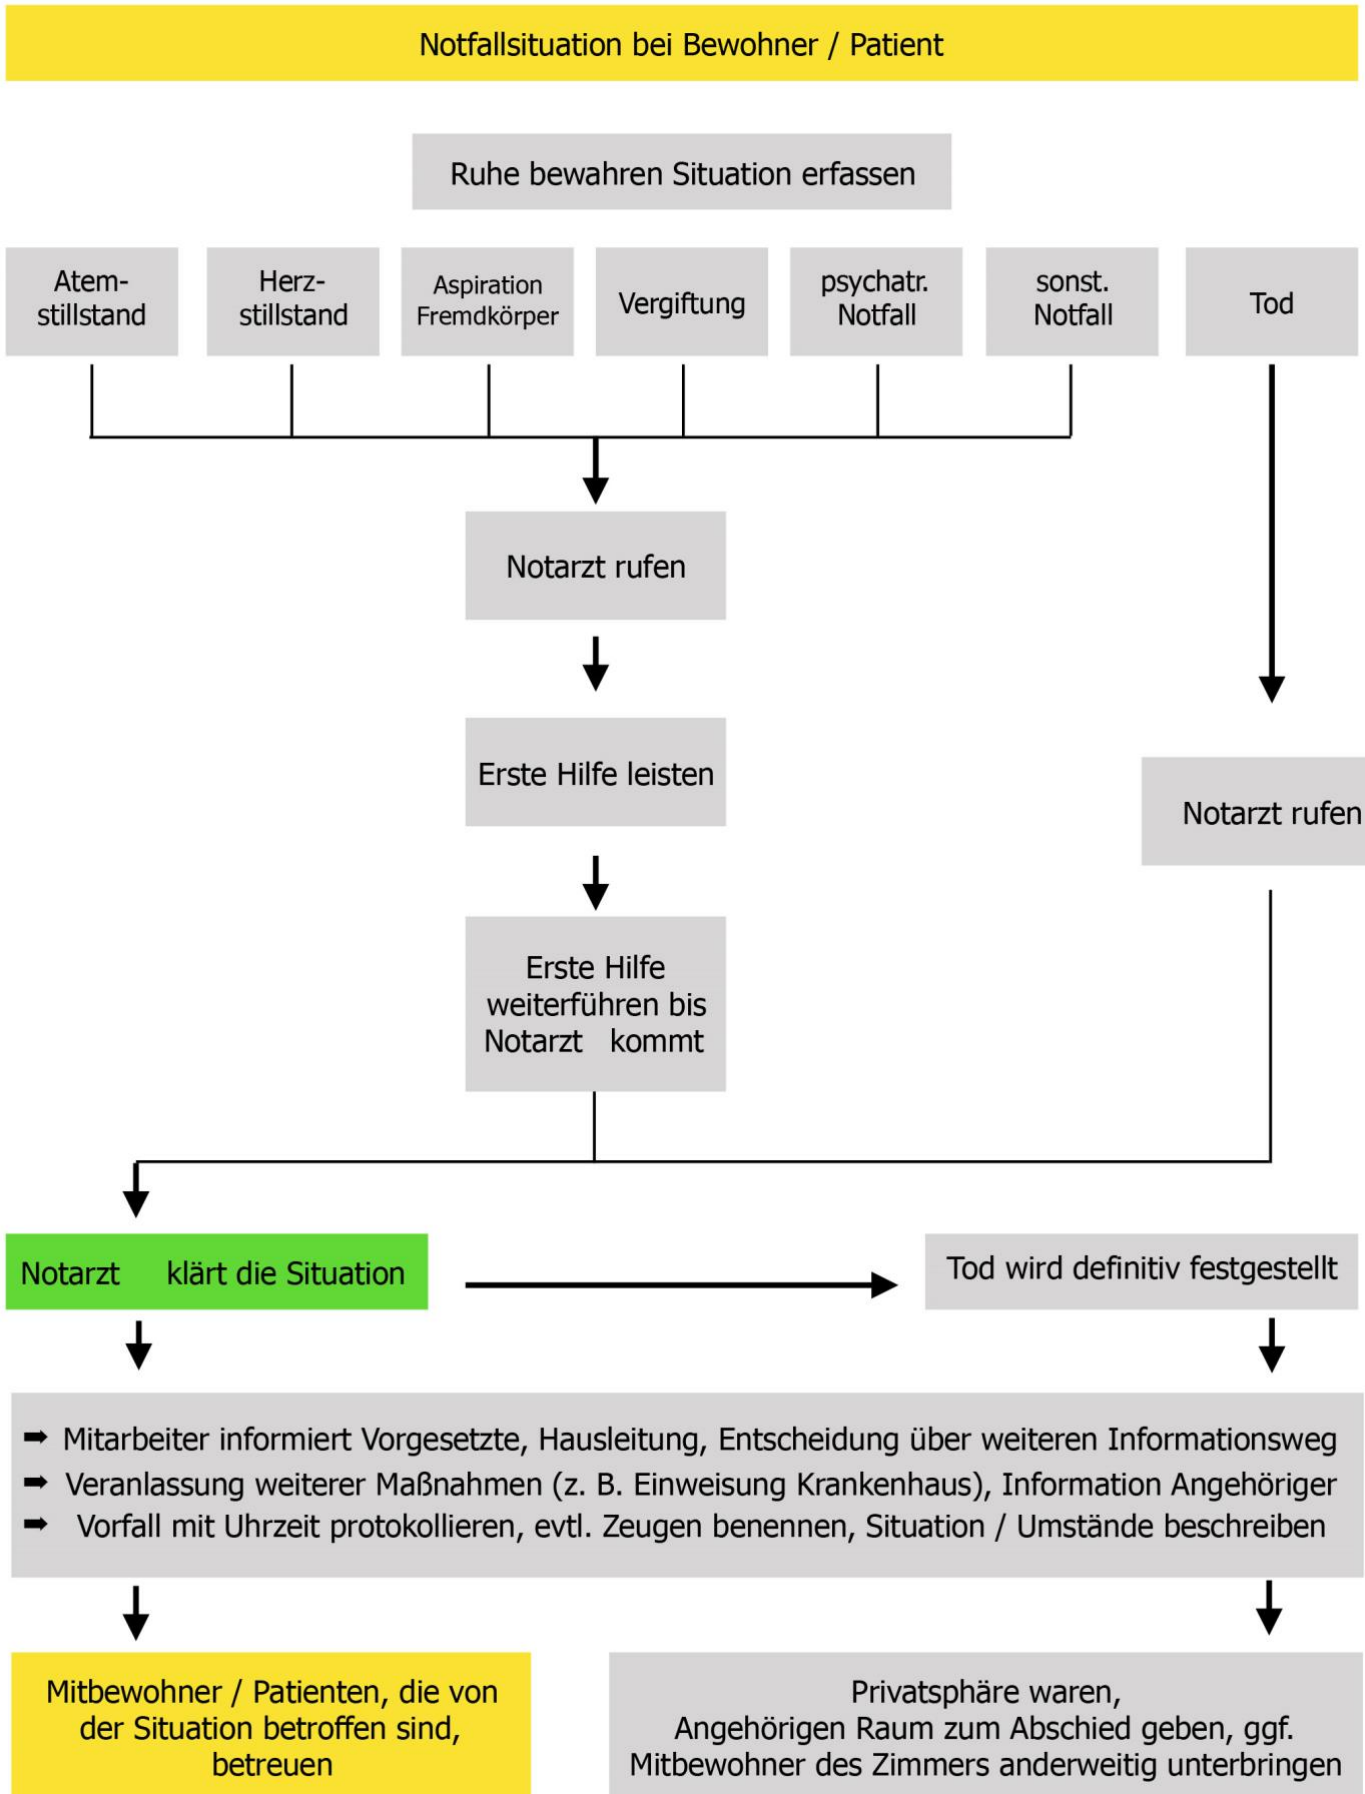 Notfallsituation bei Bewohner / Patient
Ruhe bewahren Situation erfassen
Atem-
stillstand
Herz-
stillstand
Aspiration
Fremdkörper
Vergiftung
psychatr.
Notfall
sonst.
Notfall
Tod
Notarzt rufen
Erste Hilfe leisten
Notarzt rufen
Erste Hilfe
weiterführen bis
Notarzt kommt
Notarzt klärt die Situation
Tod wird definitiv festgestellt
➡ Mitarbeiter informiert Vorgesetzte, Hausleitung, Entscheidung über weiteren Informationsweg
➡ Veranlassung weiterer Maßnahmen (z. B. Einweisung Krankenhaus), Information Angehöriger
➡ Vorfall mit Uhrzeit protokollieren, evtl. Zeugen benennen, Situation / Umstände beschreiben
Mitbewohner / Patienten, die von
der Situation betroffen sind,
betreuen
Privatsphäre waren,
Angehörigen Raum zum Abschied geben, ggf.
Mitbewohner des Zimmers anderweitig unterbringen